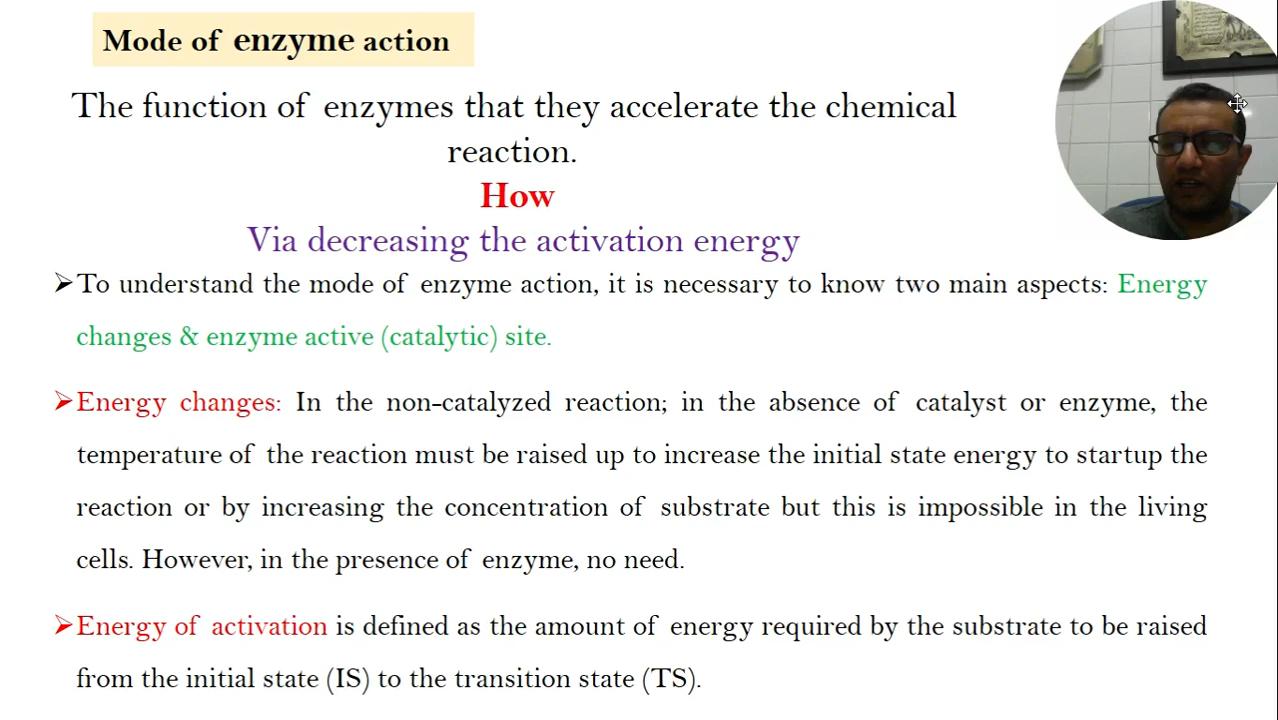 Mode of enzyme action
The function of enzymes that they accelerate the chemical
reaction.
How
Via decreasing the activation energy
➢To understand the mode of enzyme action, it is necessary to know two main aspects: Energy
changes & enzyme active (catalytic) site.
➢Energy changes: In the non-catalyzed reaction; in the absence of catalyst or enzyme, the
temperature of the reaction must be raised up to increase the initial state energy to startup the
reaction or by increasing the concentration of substrate but this is impossible in the living
cells. However, in the presence of enzyme, no need.
➢Energy of activation is defined as the amount of energy required by the substrate to be raised
from the initial state (IS) to the transition state (TS).